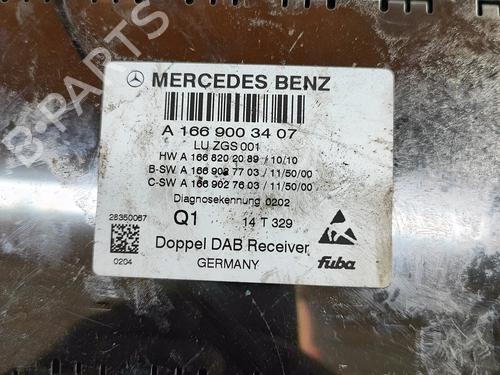 MERCEDES BENZ
A 166 900 34 07
LU ZGS 001
HW A 166 820 20 89 / 10/10
B-SW A 166 902 77 03 / 11/50/00
C-SW A 166 902 76 03 / 11/50/00
Diagnosekennung 0202
28350067
Q1
14 T 329
0204
Doppel DAB Receiver
GERMANY
fuba
B-PARTS